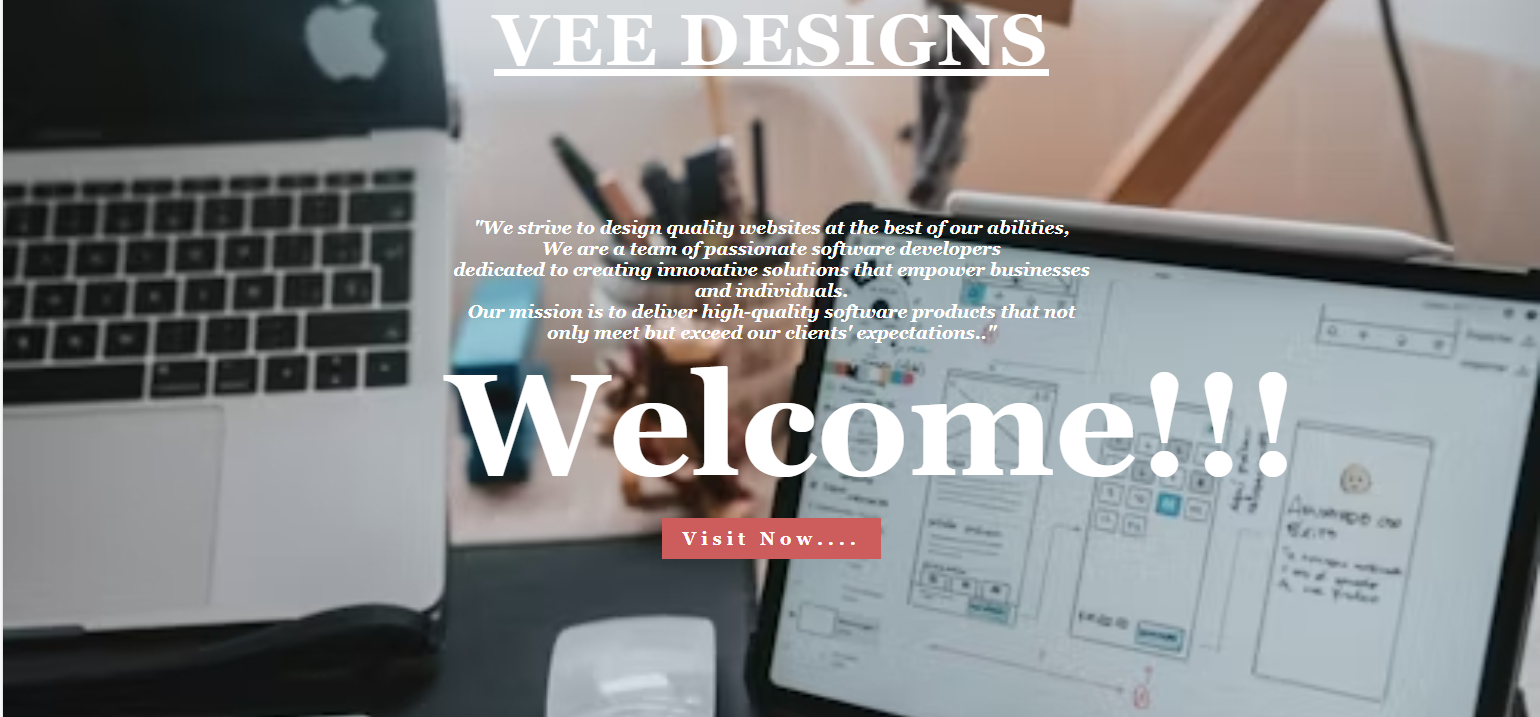 VEE DESIGNS
"We strive to design quality websites at the best of our abilities,
We are a team of passionate software developers
dedicated to creating innovative solutions that empower businesses
and individuals.
Our mission is to deliver high-quality software products that not
only meet but exceed our clients' expectations.."
Welcome!!!
Visit Now....